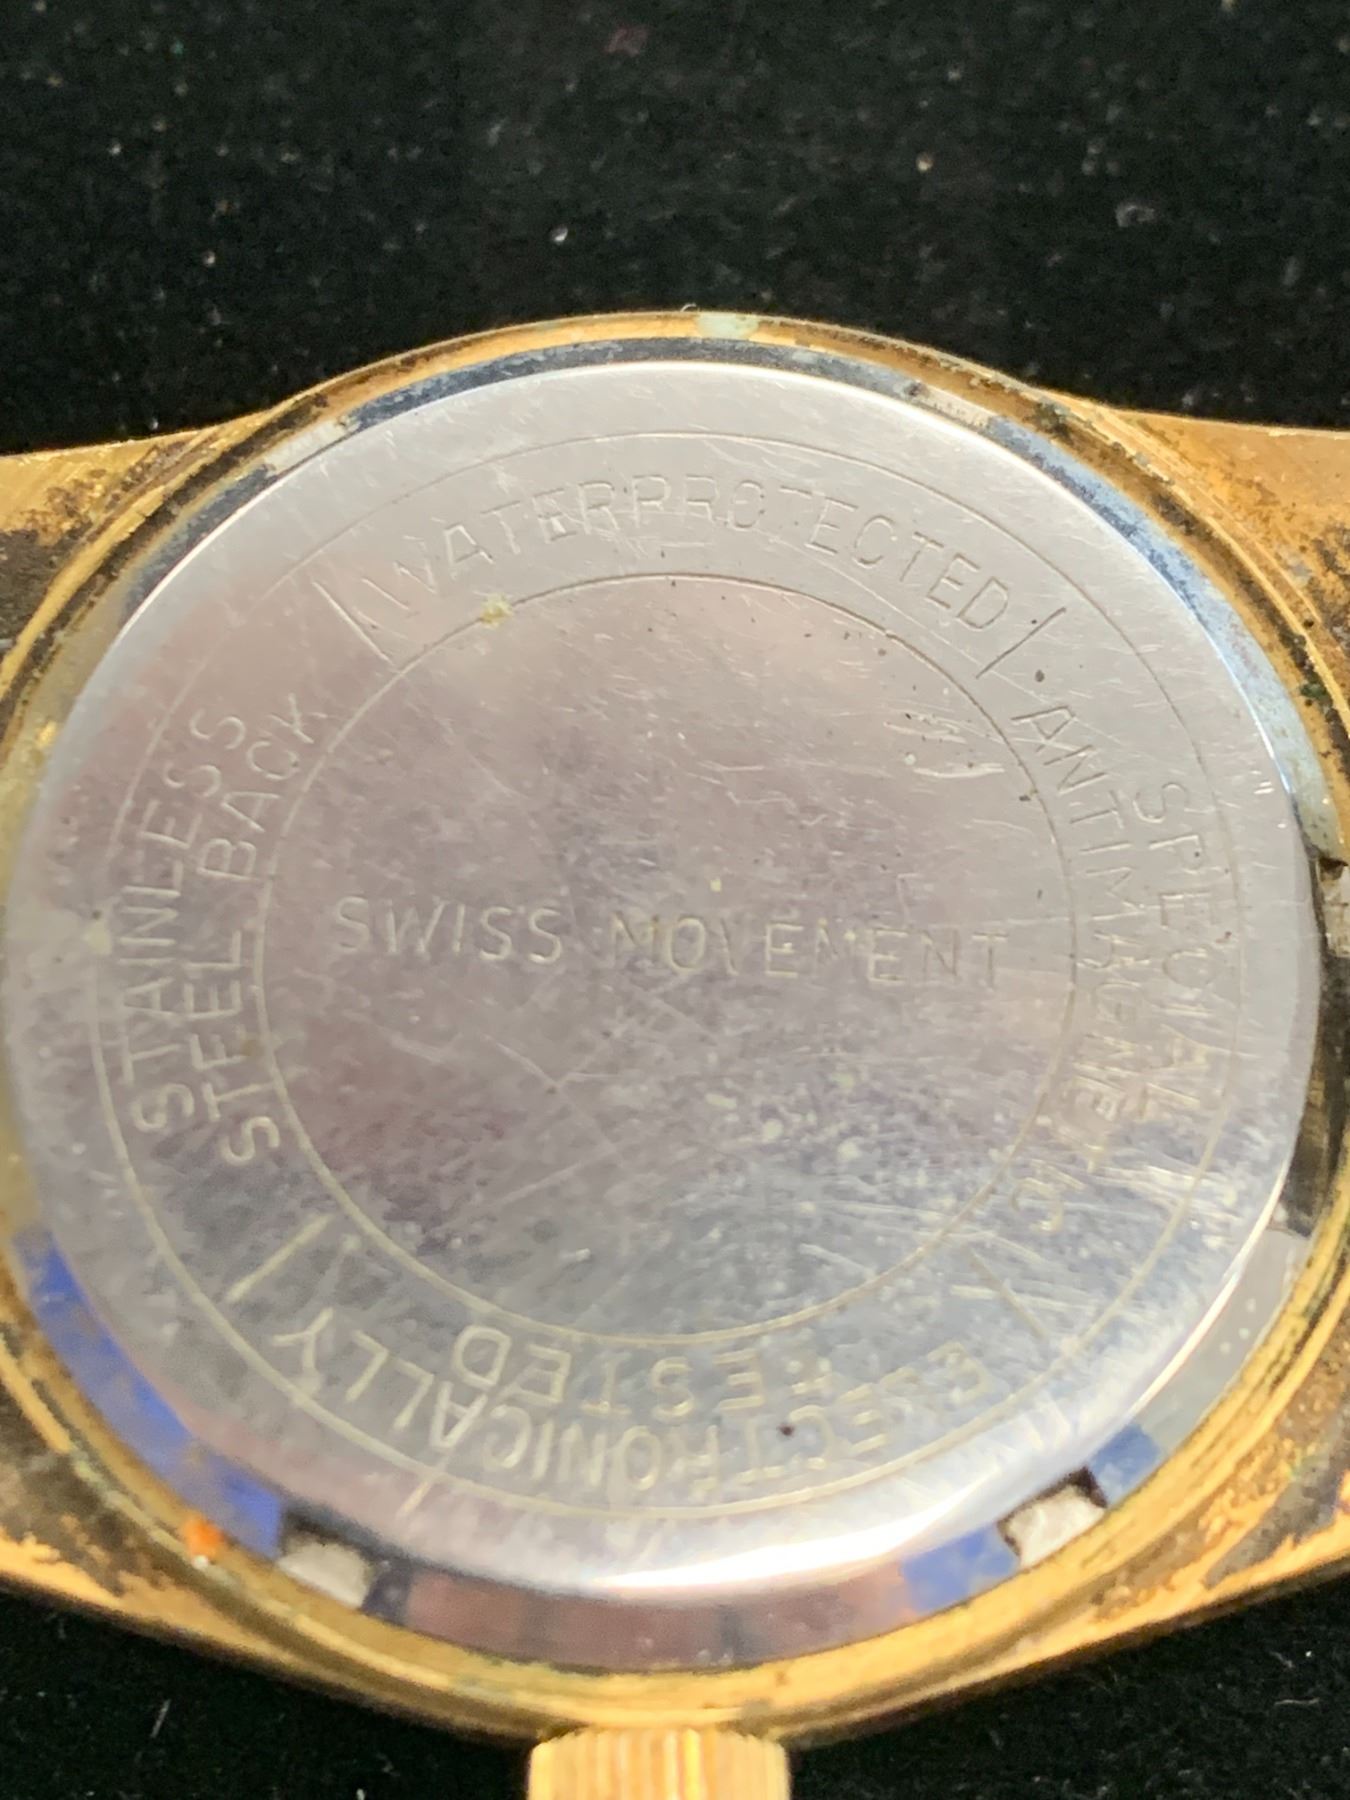 WATERPROTECTED
SPECIAL
ANTIMAGNETIC
ELECTRONICALLY
TESTED
STAINLESS
STEEL BACK
SWISS MOVEMENT